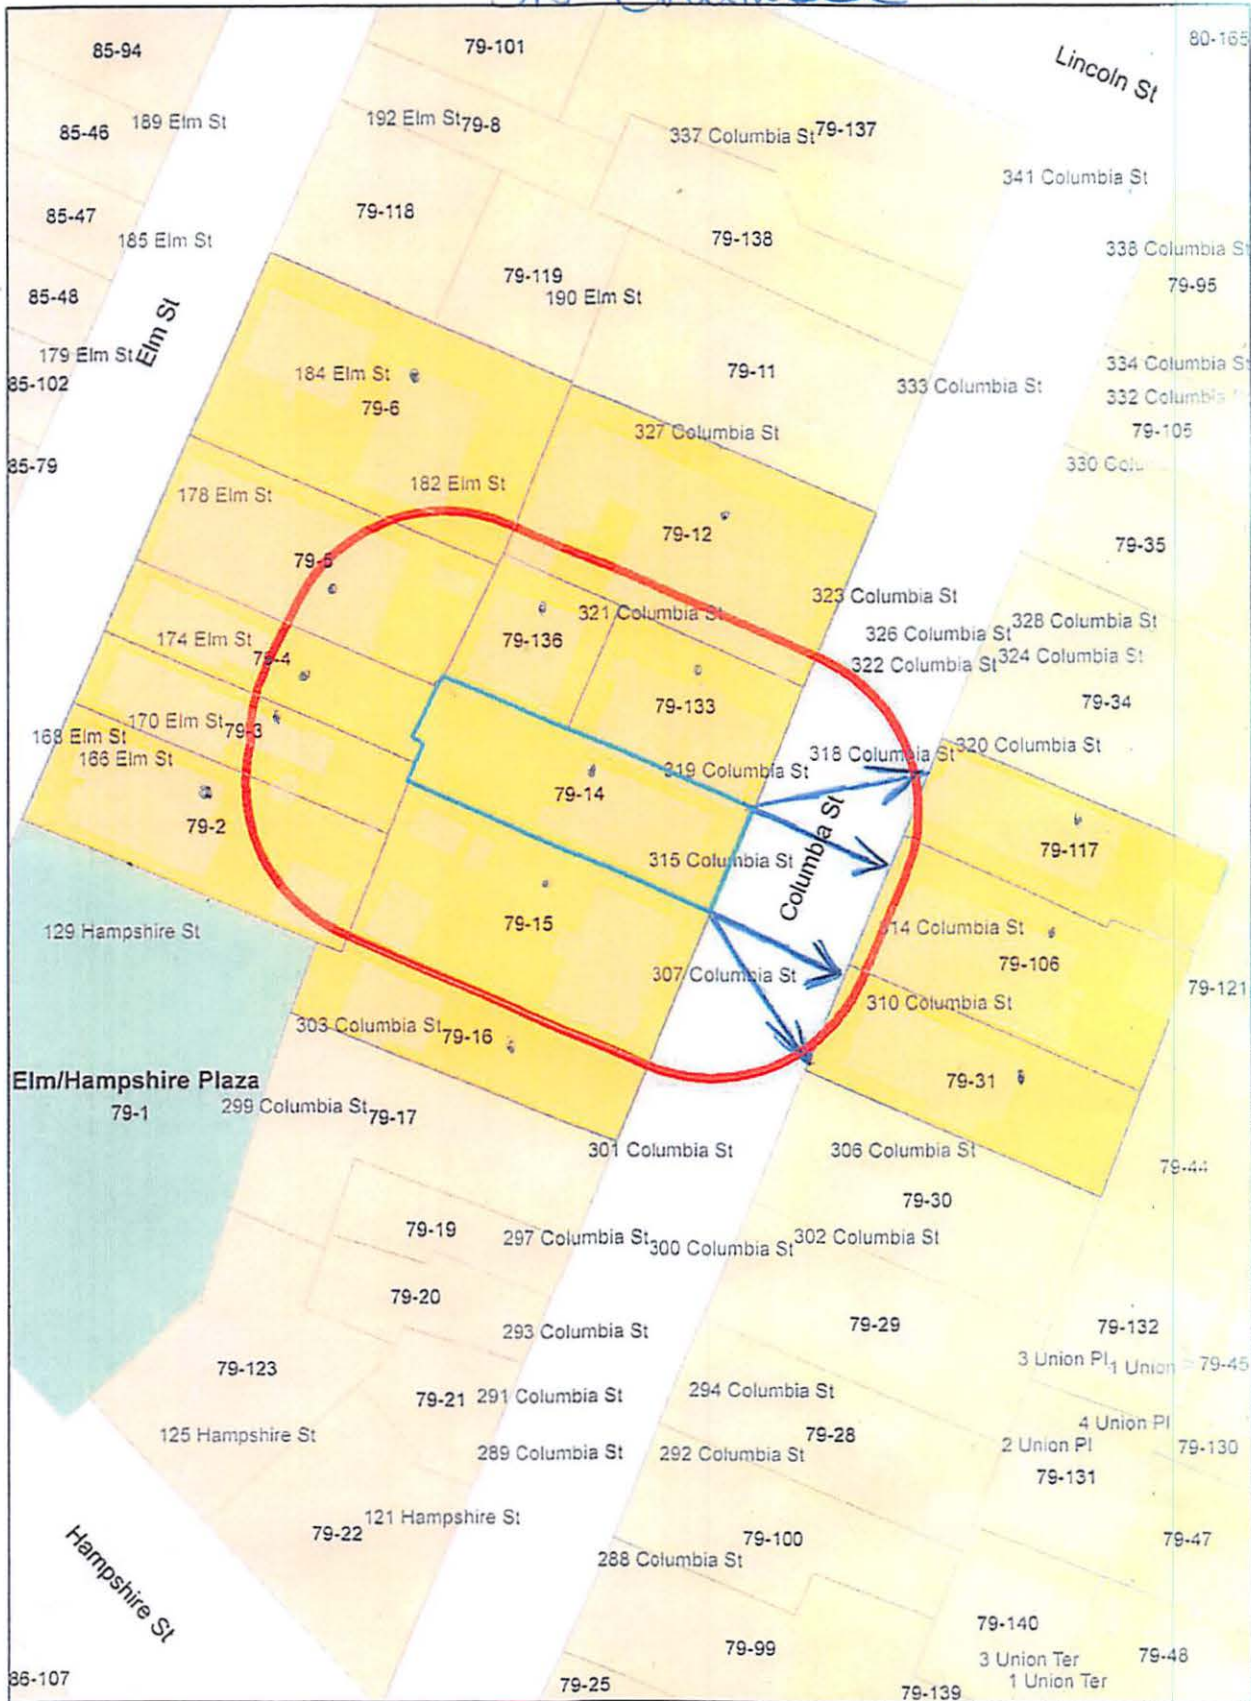 80-165
85-94
79-101
Lincoln St
85-46 189 Elm St
192 Elm St 79-8
337 Columbia St 79-137
341 Columbia St
85-47
185 Elm St
79-118
79-138
338 Columbia St
79-95
85-48
79-119
190 Elm St
Elm St
179 Elm St
85-102
184 Elm St
79-6
79-11
333 Columbia St
334 Columbia St
332 Columbia
79-105
327 Columbia St
85-79
330
178 Elm St
182 Elm St
79-12
79-35
79-5
323 Columbia St
174 Elm St
79-4
79-136
321 Columbia St
326 Columbia St
328 Columbia St
322 Columbia St
324 Columbia St
79-133
79-34
168 Elm St
170 Elm St
79-3
166 Elm St
319 Columbia St
318 Columbia St
320 Columbia St
79-14
79-2
Columbia St
315 Columbia St
79-117
129 Hampshire St
79-15
314 Columbia St
79-106
307 Columbia St
310 Columbia St
79-121
303 Columbia St
79-16
Elm/Hampshire Plaza
79-1
299 Columbia St
79-17
79-31
301 Columbia St
306 Columbia St
79-44
79-30
79-19
297 Columbia St
300 Columbia St
302 Columbia St
79-20
293 Columbia St
79-29
79-132
3 Union Pl
1 Union
79-45
79-123
79-21
291 Columbia St
294 Columbia St
4 Union Pl
125 Hampshire St
289 Columbia St
292 Columbia St
79-28
2 Union Pl
79-130
79-131
79-22
121 Hampshire St
Hampshire St
288 Columbia St
79-100
79-47
79-140
79-99
3 Union Ter
79-48
86-107
79-25
79-139
1 Union Ter